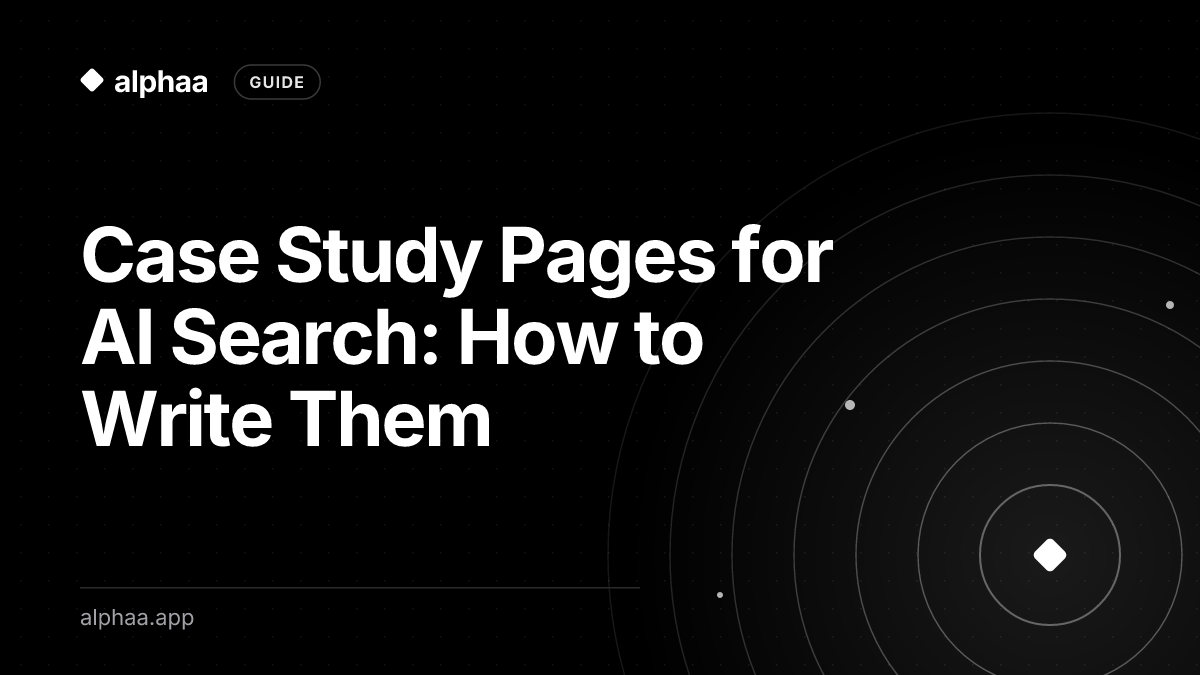 alphaa
GUIDE
Case Study Pages for
AI Search: How to
Write Them
alphaa.app